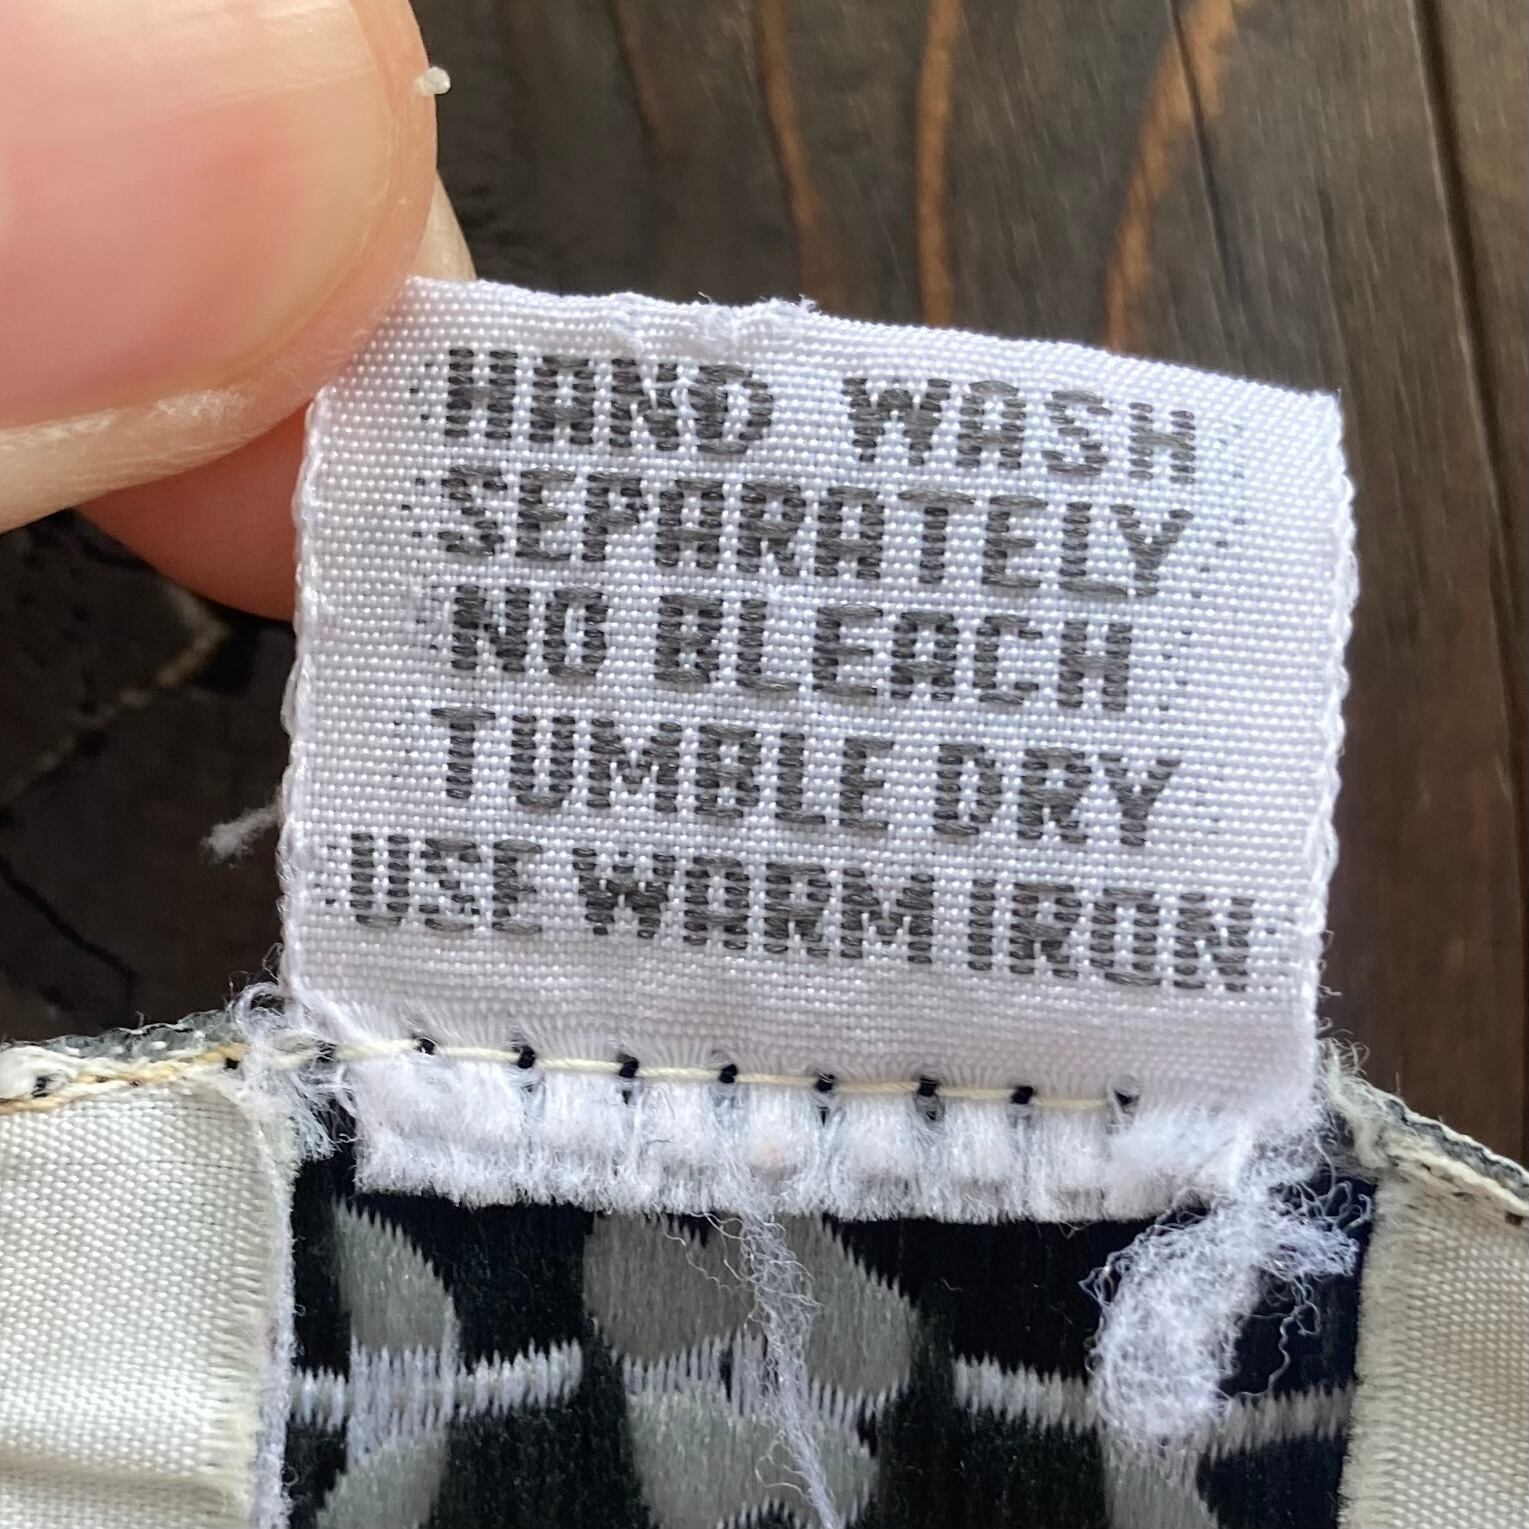 HAND WASH
SEPARATELY
NO BLEACH
TUMBLE DRY
USE WARM IRON